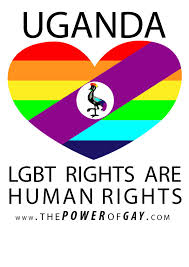 UGANDA
LGBT RIGHTS ARE
HUMAN RIGHTS
www.THEPOWEROFGAY.com